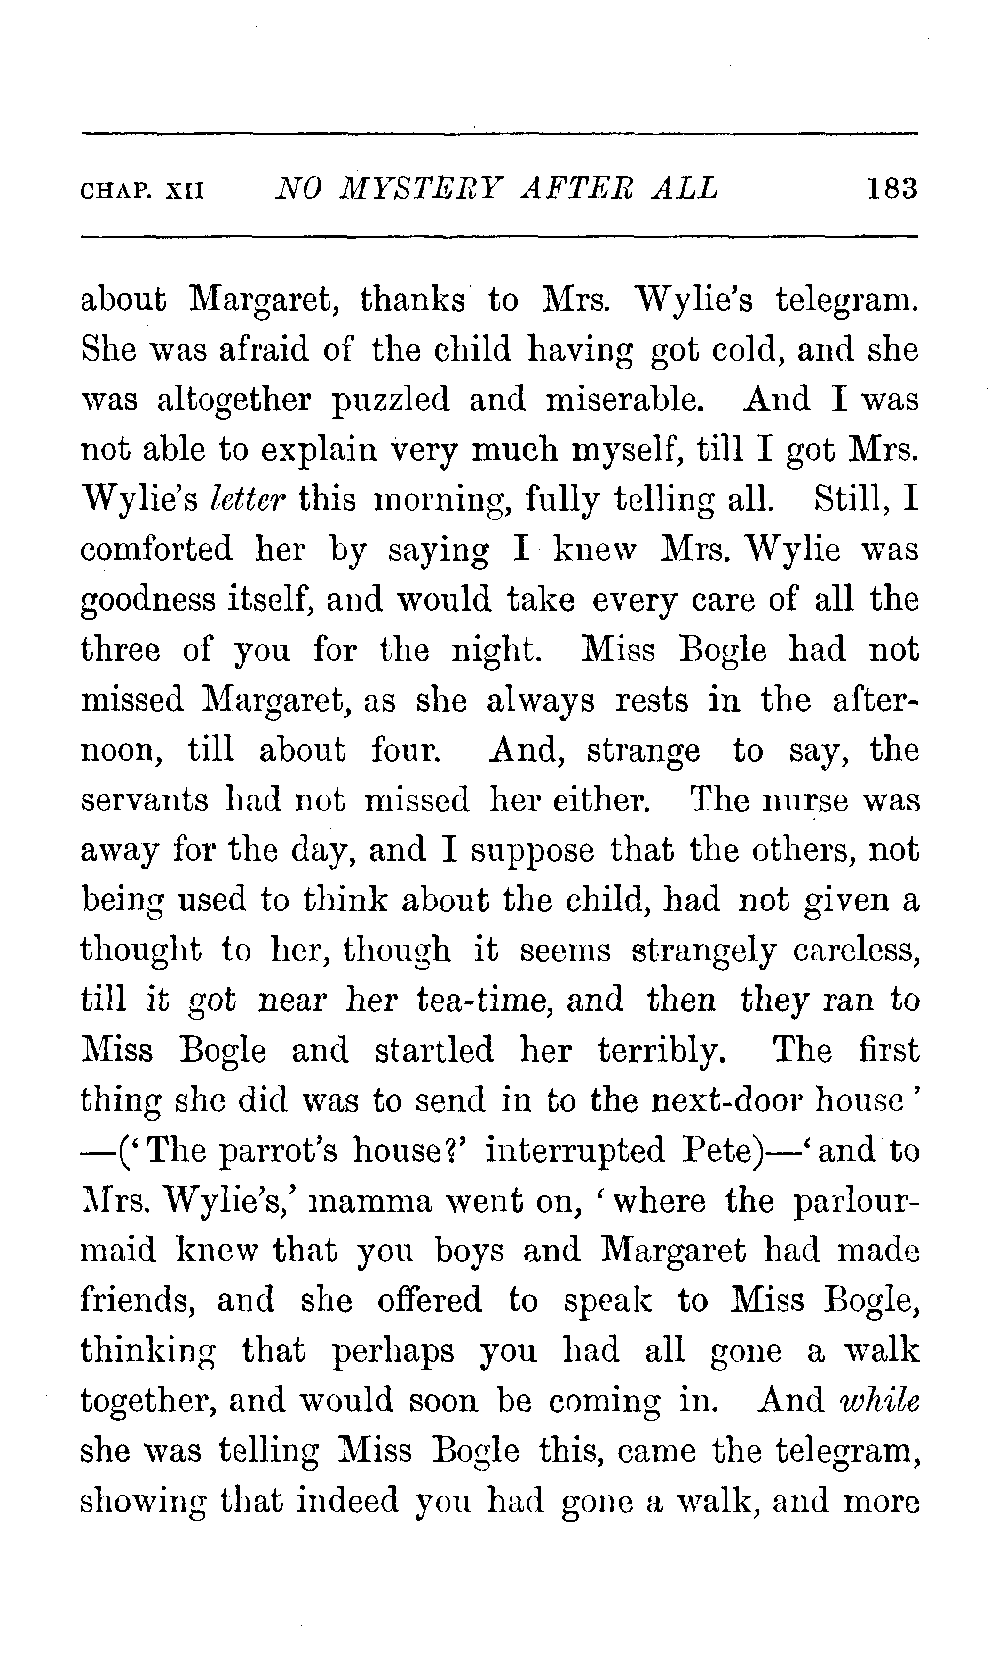 CHAP. XII NO MYSTERY AFTER ALL 183
about Margaret, thanks to Mrs. Wylie's telegram.
She was afraid of the child having got cold, and she
was altogether puzzled and miserable. And I was
not able to explain very much myself, till I got Mrs.
Wylie's letter this morning, fully telling all. Still, I
comforted her by saying I knew Mrs. Wylie was
goodness itself, and would take every care of all the
three of you for the night. Miss Bogle had not
missed Margaret, as she always rests in the after-
noon, till about four. And, strange to say, the
servants had not missed her either. The nurse was
away for the day, and I suppose that the others, not
being used to think about the child, had not given a
thought to her, though it seems strangely careless,
till it got near her tea-time, and then they ran to
Miss Bogle and startled her terribly. The first
thing she did was to send in to the next-door house'
—('The parrot's house?' interrupted Pete)—'and to
Mrs. Wylie's,' mamma went on, 'where the parlour-
maid knew that you boys and Margaret had made
friends, and she offered to speak to Miss Bogle,
thinking that perhaps you had all gone a walk
together, and would soon be coming in. And while
she was telling Miss Bogle this, came the telegram,
showing that indeed you had gone a walk, and more